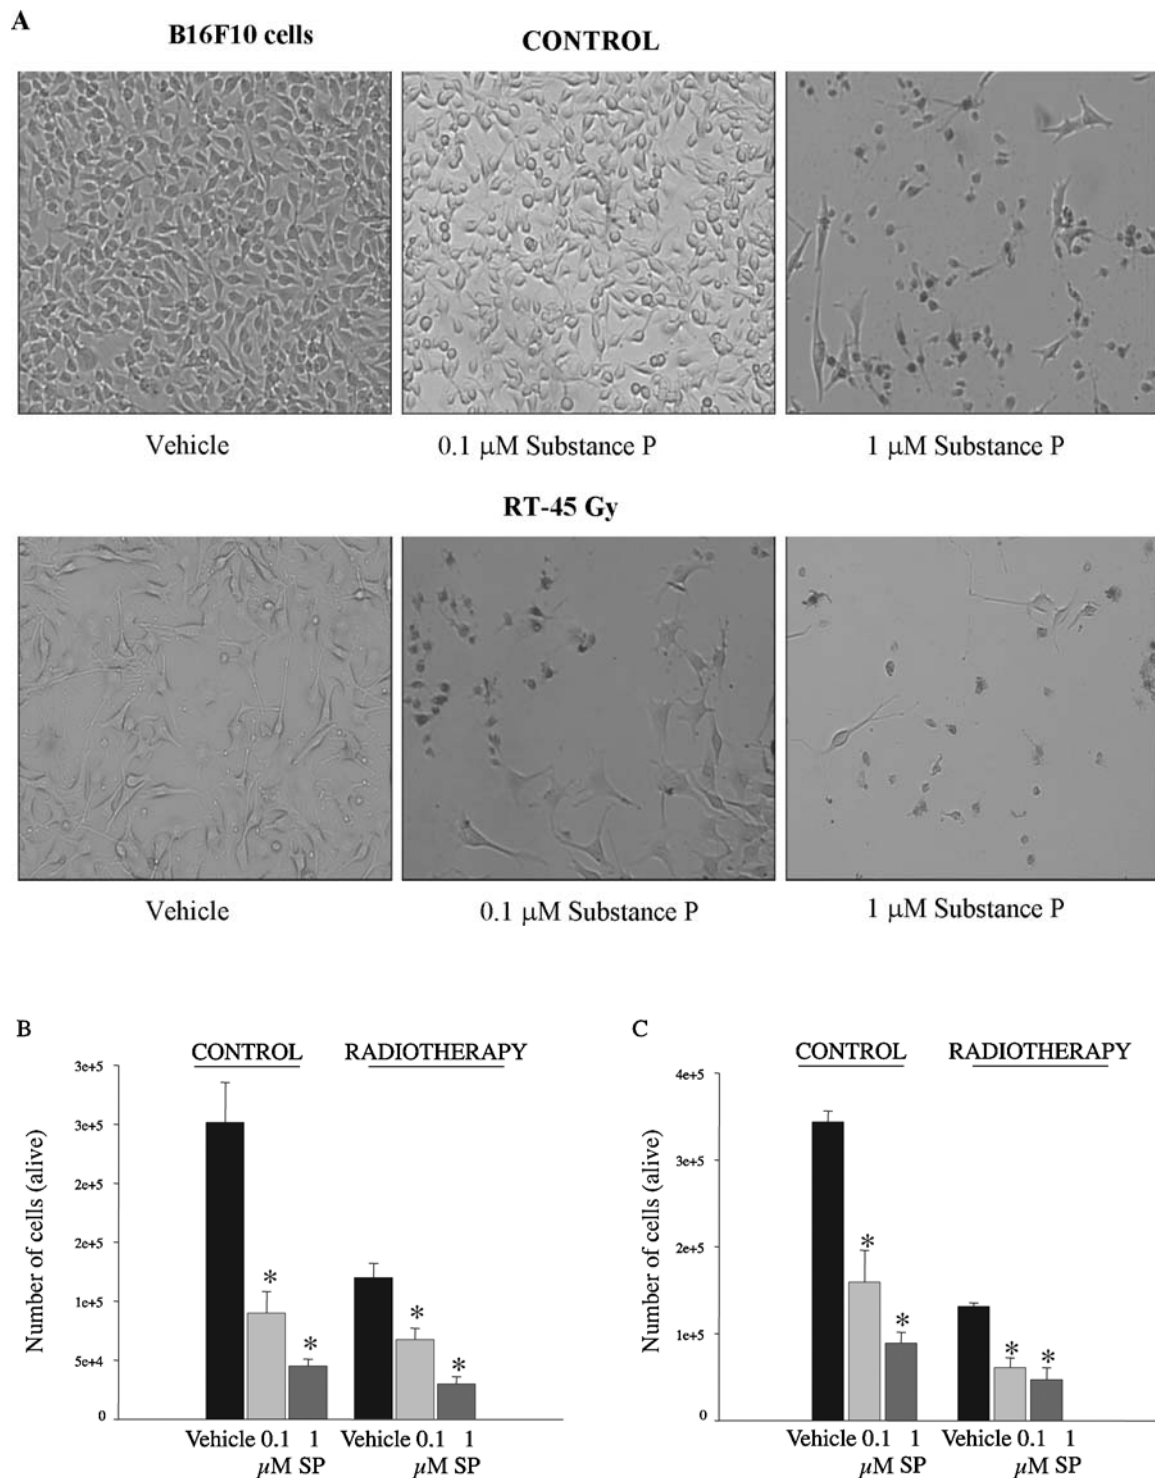 A
B16F10 cells
CONTROL
Vehicle
0.1 µM Substance P
1 µM Substance P
RT-45 Gy
Vehicle
0.1 µM Substance P
1 µM Substance P
B
CONTROL
RADIOTHERAPY
Number of cells (alive)
3e+5
3e+5
2e+5
2e+5
1e+5
5e+4
0
*
*
*
*
Vehicle 0.1 1
µM SP
Vehicle 0.1 1
µM SP
C
CONTROL
RADIOTHERAPY
Number of cells (alive)
4e+5
3e+5
2e+5
1e+5
0
*
*
*
*
Vehicle 0.1 1
µM SP
Vehicle 0.1 1
µM SP